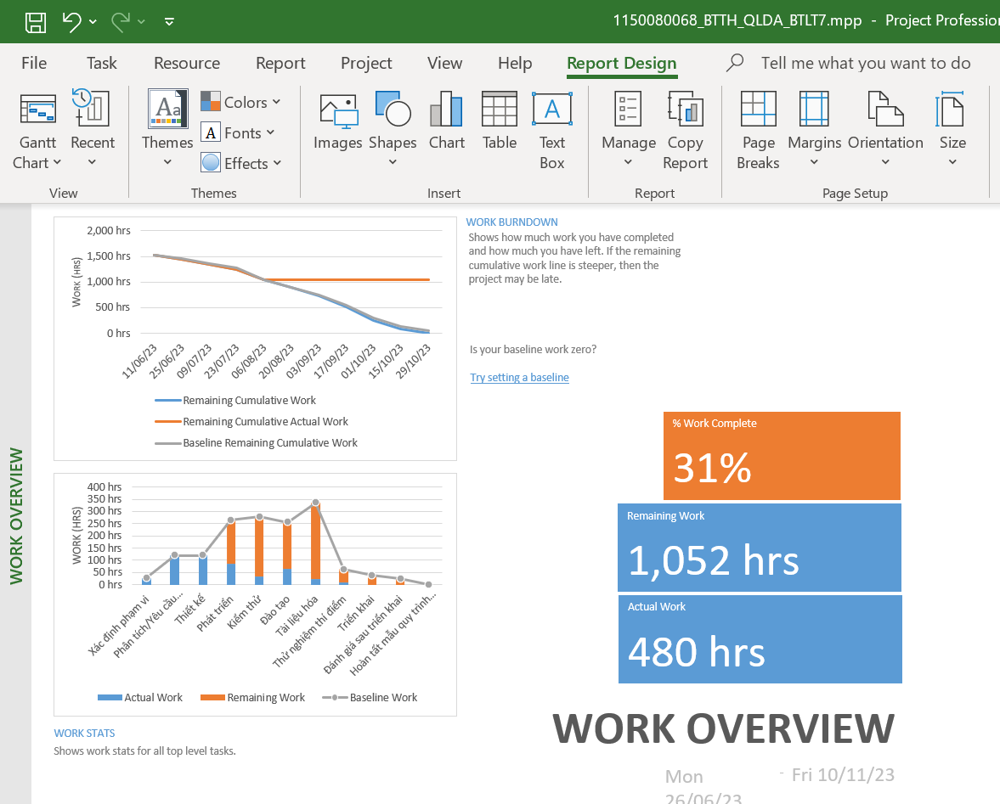 1150080068_BTTH_QLDA_BTLT7.mpp - Project Profession
File Task Resource Report Project View Help Report Design Tell me what you want to do
Gantt Chart
Recent
View
Aa
Themes
Colors
A Fonts
Effects
Themes
Images
Shapes
Chart
Table
A
Text Box
Insert
Manage
Copy Report
Report
Page Breaks
Margins
Orientation
Size
Page Setup
WORK OVERVIEW
WORK (HRS)
2,000 hrs
1,500 hrs
1,000 hrs
500 hrs
0 hrs
11/06/23 25/06/23 09/07/23 23/07/23 06/08/23 20/08/23 03/09/23 17/09/23 01/10/23 15/10/23 29/10/23
Remaining Cumulative Work
Remaining Cumulative Actual Work
Baseline Remaining Cumulative Work
WORK BURNDOWN
Shows how much work you have completed
and how much you have left. If the remaining
cumulative work line is steeper, then the
project may be late.
Is your baseline work zero?
Try setting a baseline
% Work Complete
31%
Remaining Work
1,052 hrs
Actual Work
480 hrs
WORK (HRS)
400 hrs
350 hrs
300 hrs
250 hrs
200 hrs
150 hrs
100 hrs
50 hrs
0 hrs
Xác định phạm vi
Phân tích/Yêu cầu...
Thiết kế
Phát triển
Kiểm thử
Đào tạo
Tài liệu hóa
Thử nghiệm thí điểm
Triển khai
Đánh giá sau triển khai
Hoàn tất mẫu quy trình...
Actual Work Remaining Work Baseline Work
WORK STATS
Shows work stats for all top level tasks.
WORK OVERVIEW
Mon - Fri 10/11/23
26/06/23